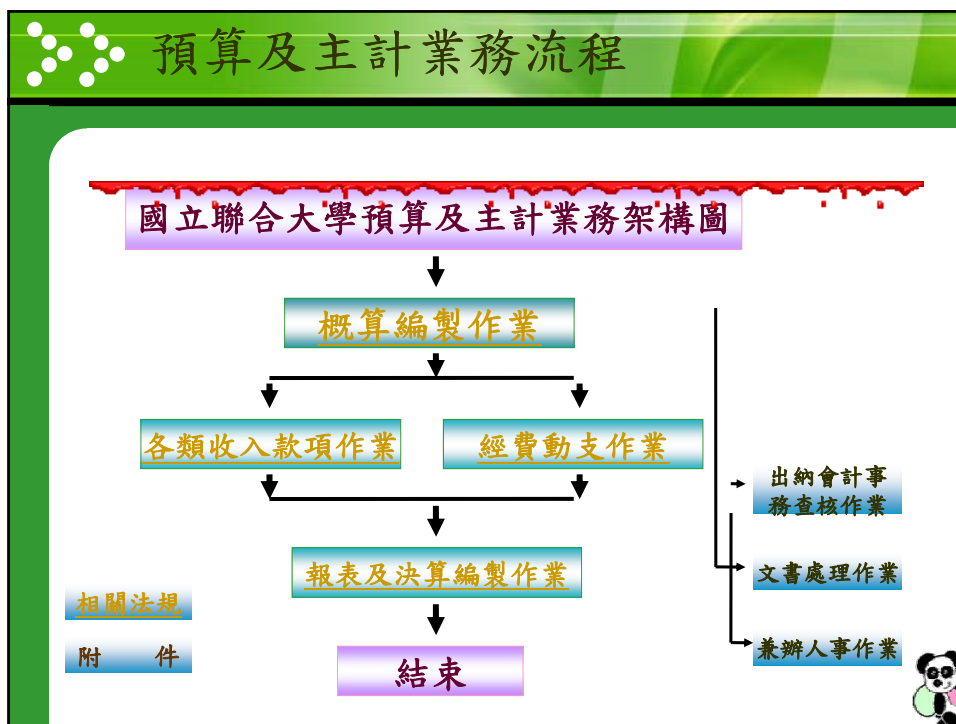 預算及主計業務流程
國立聯合大學預算及主計業務架構圖
概算編製作業
各類收入款項作業
經費動支作業
出納會計事
務查核作業
報表及決算編製作業
文書處理作業
相關法規
附 件
兼辦人事作業
結束